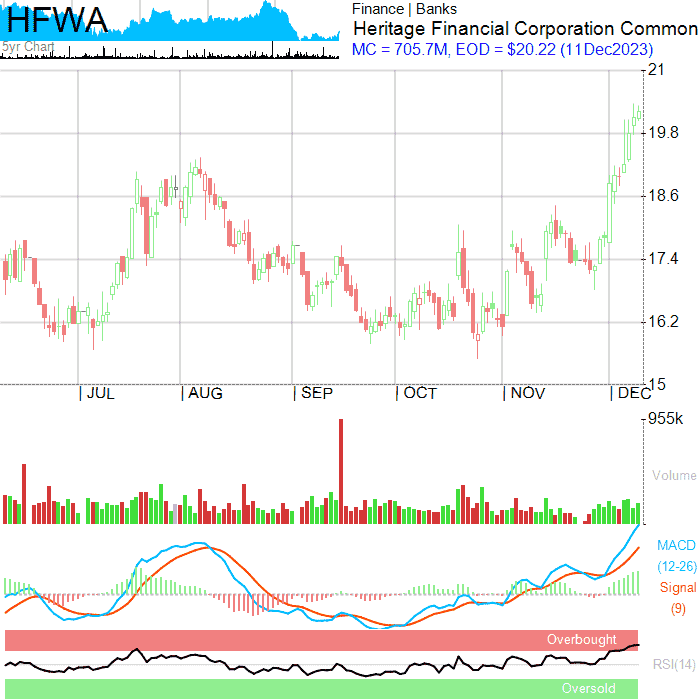 HFWA
5yr Chart
Finance | Banks
Heritage Financial Corporation Common
MC = 705.7M, EOD = $20.22 (11Dec2023)
21
19.8
18.6
17.4
16.2
15
JUL AUG SEP OCT NOV DEC
955k
Volume
MACD
(12-26)
Signal
(9)
Overbought
RSI(14)
Oversold